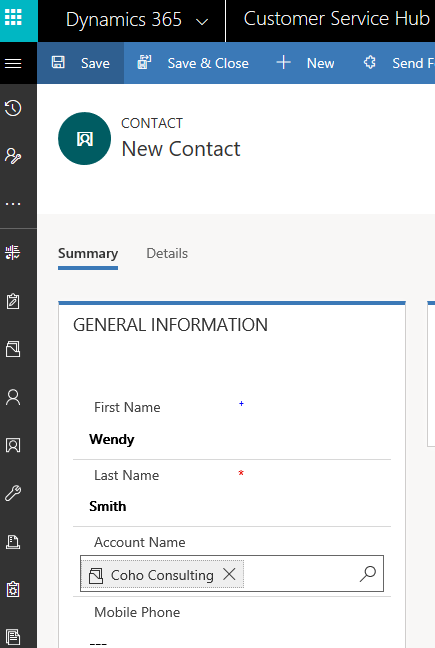 Dynamics 365 Customer Service Hub
Save Save & Close New Send F
CONTACT
New Contact
Summary Details
GENERAL INFORMATION
First Name +
Wendy
Last Name *
Smith
Account Name
Coho Consulting
Mobile Phone
---